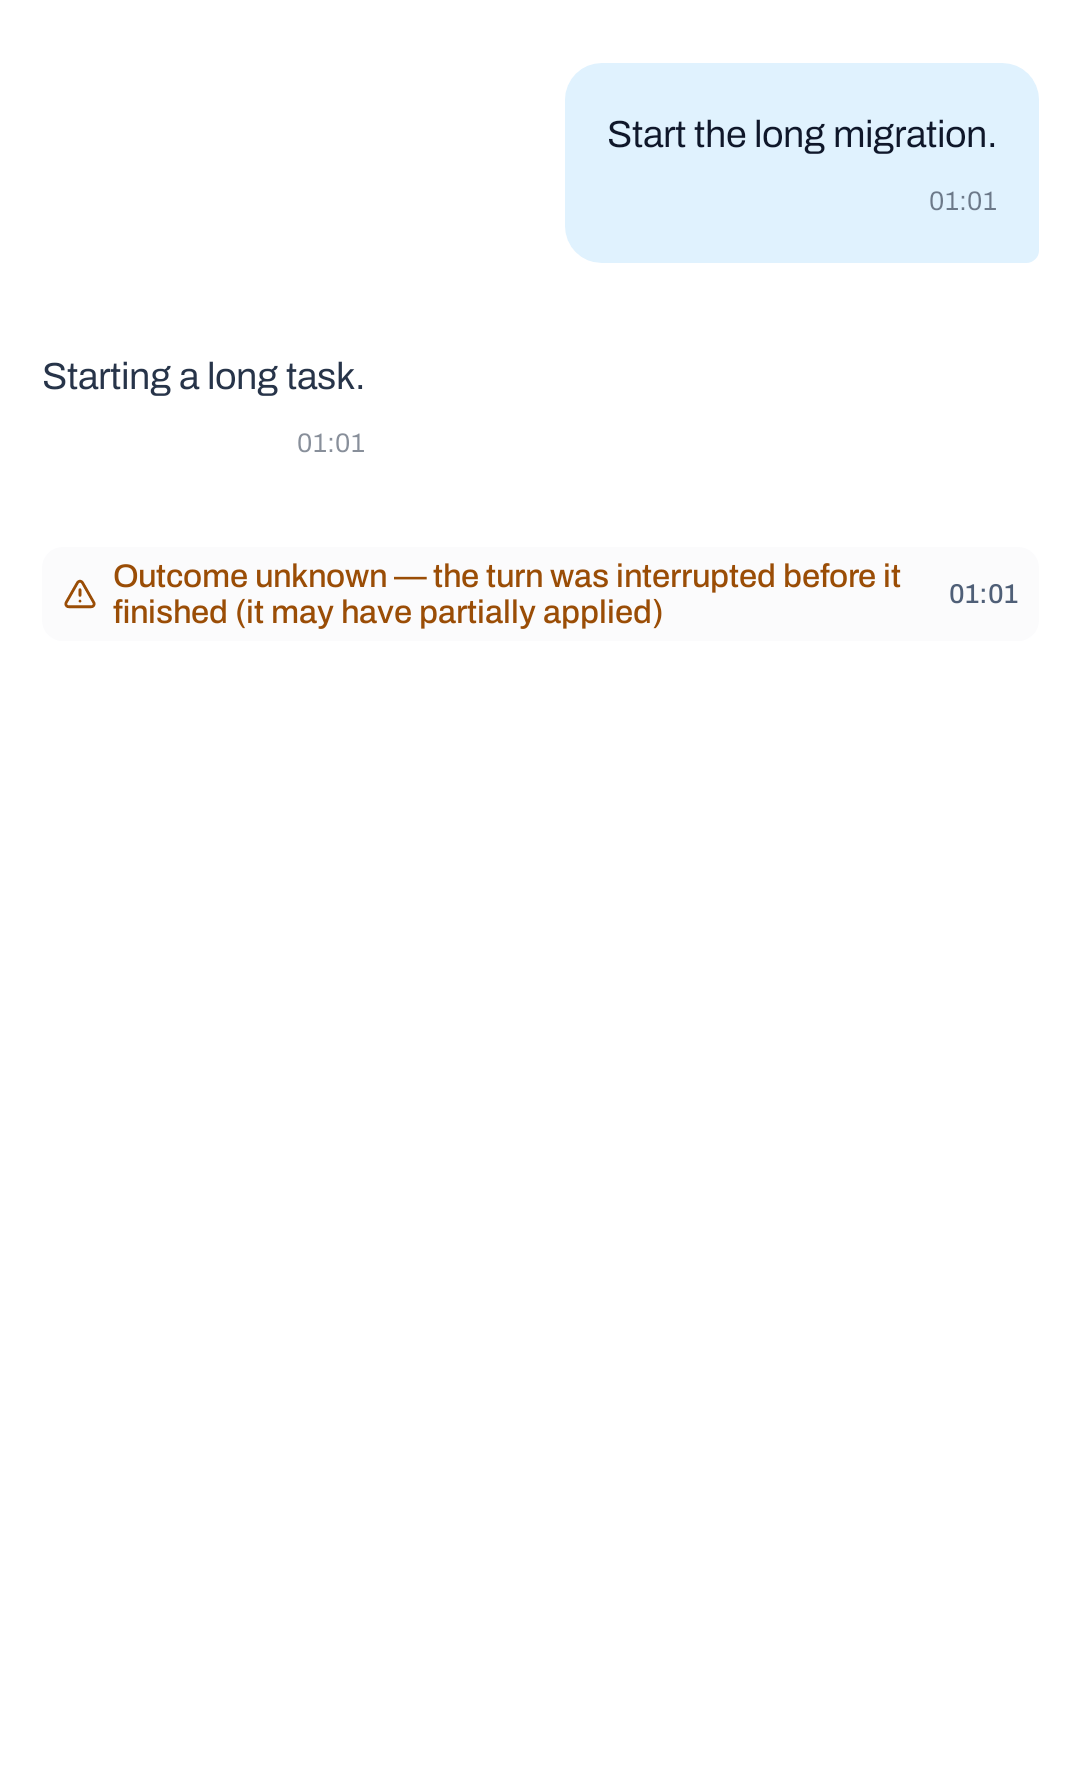 Start the long migration.
01:01
Starting a long task.
01:01
Outcome unknown — the turn was interrupted before it
finished (it may have partially applied)
01:01